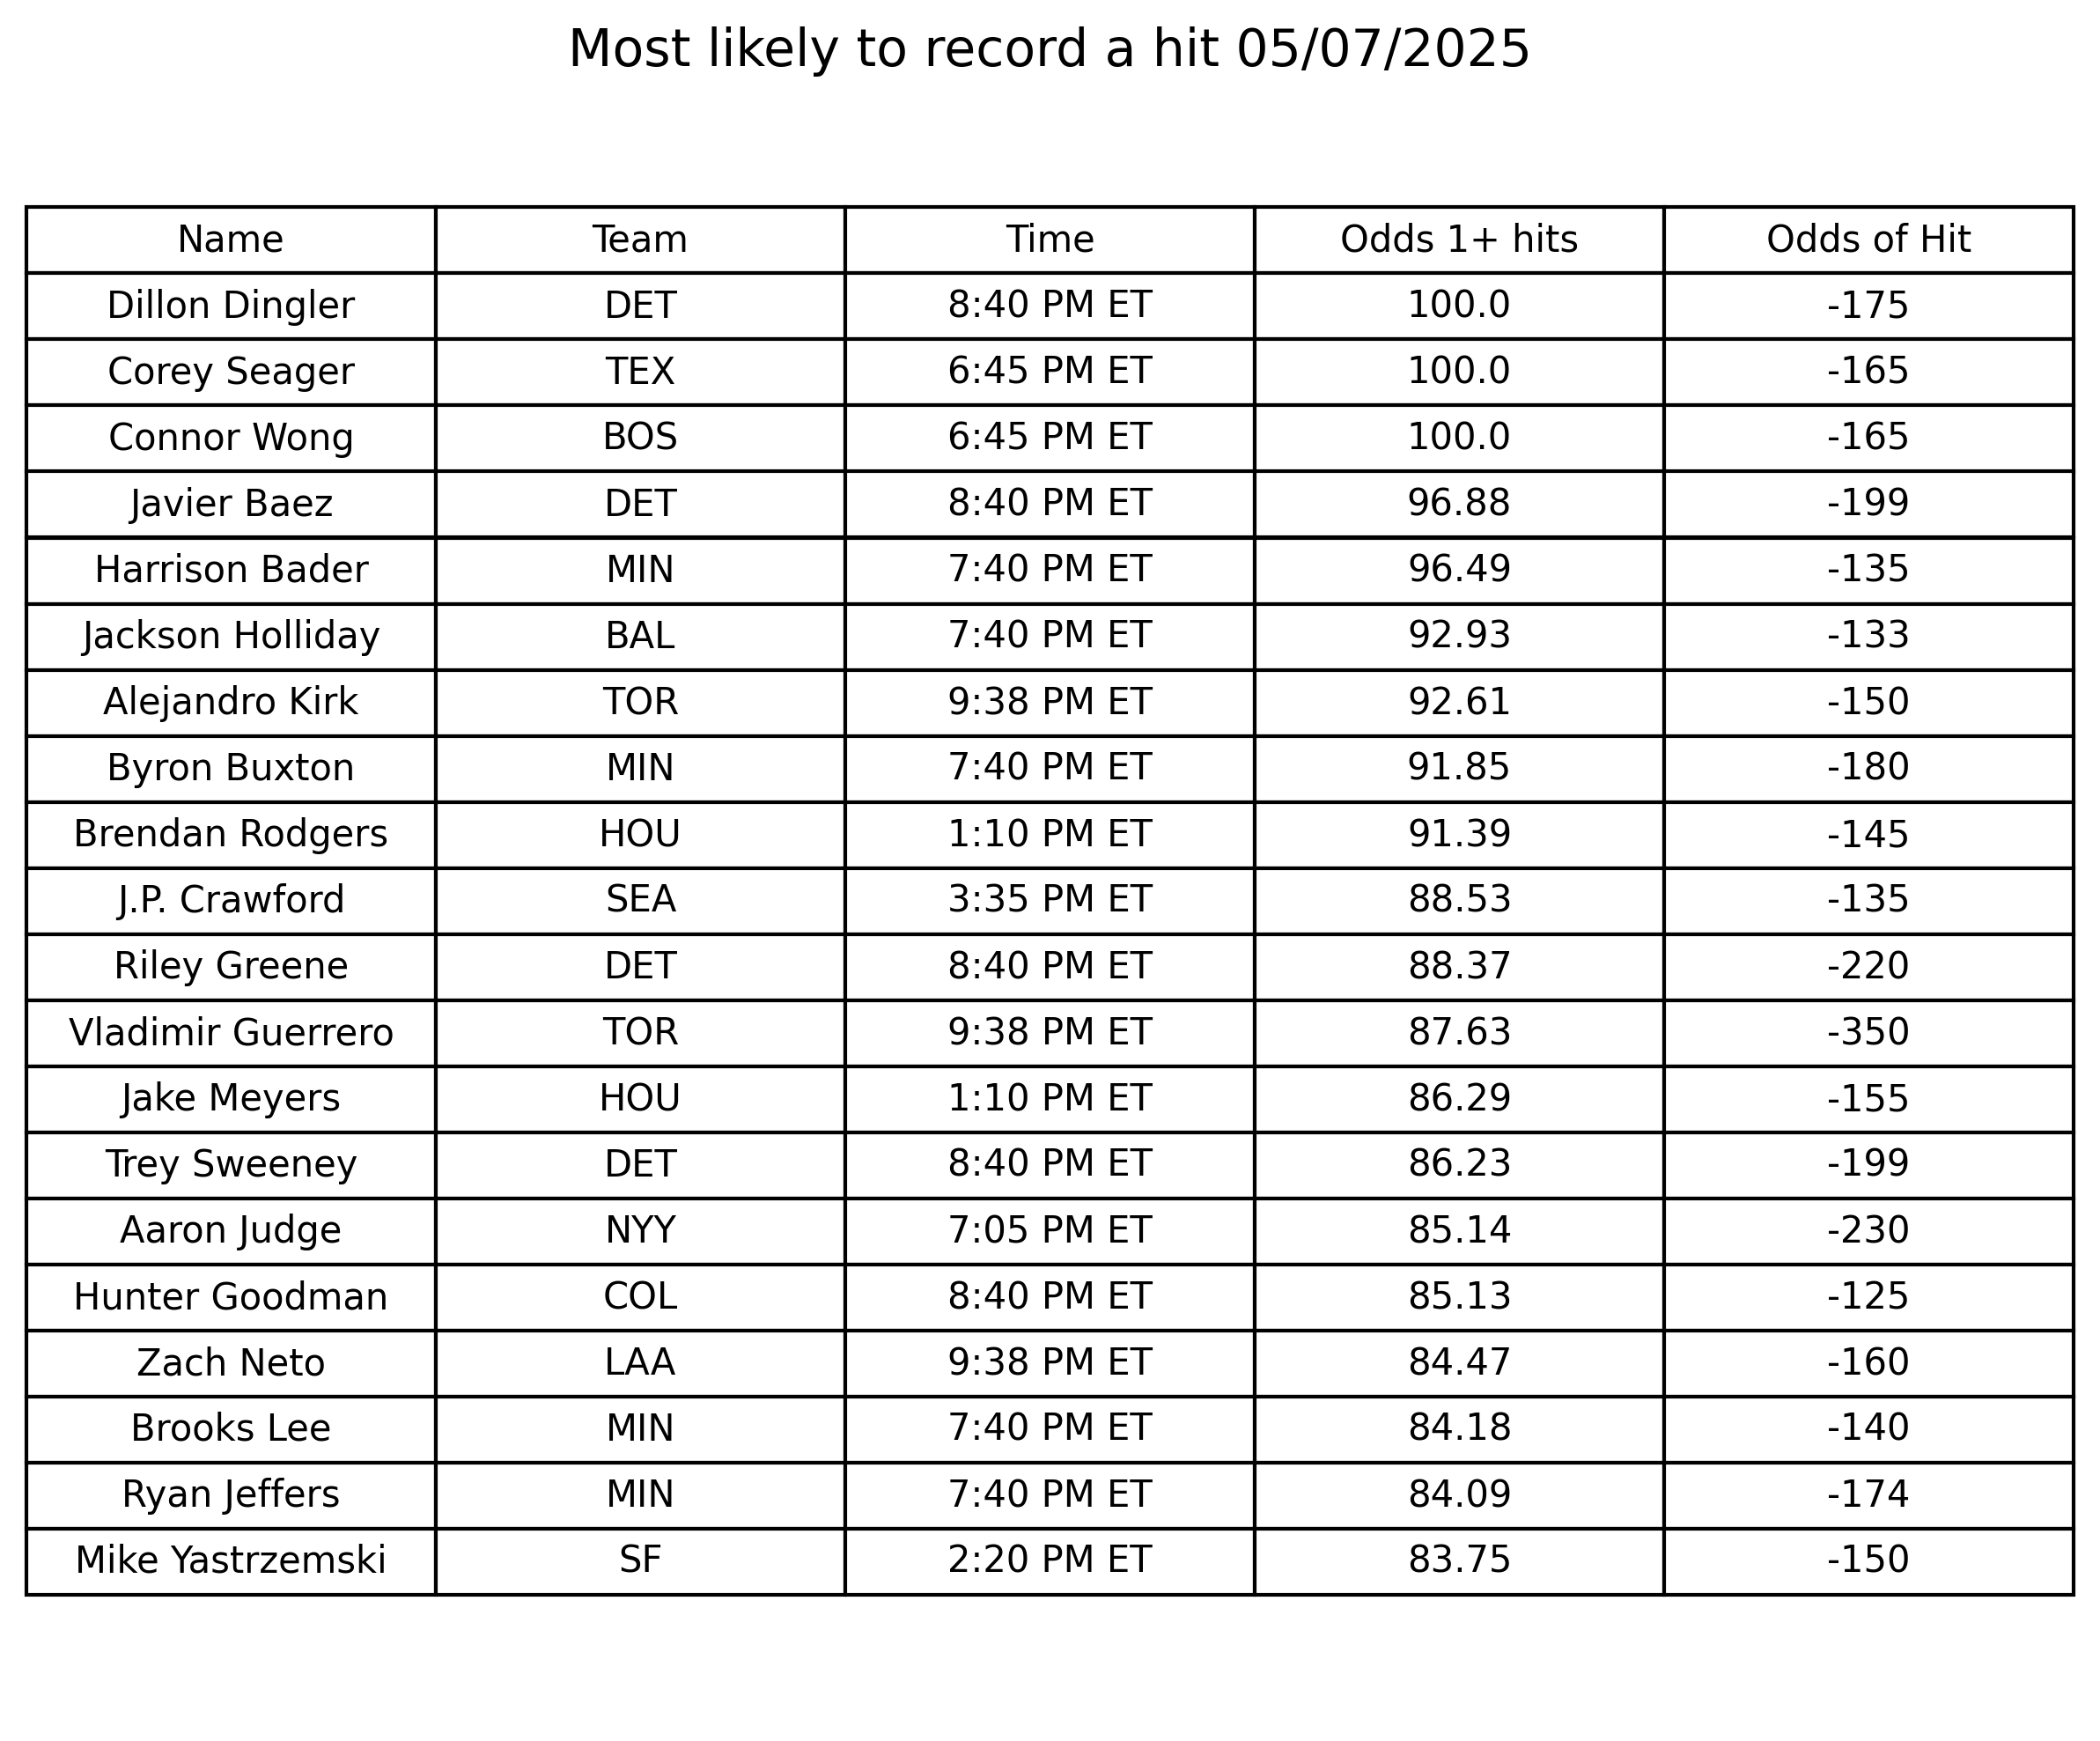 Most likely to record a hit 05/07/2025
Name Team Time Odds 1+ hits Odds of Hit
Dillon Dingler DET 8:40 PM ET 100.0 -175
Corey Seager TEX 6:45 PM ET 100.0 -165
Connor Wong BOS 6:45 PM ET 100.0 -165
Javier Baez DET 8:40 PM ET 96.88 -199
Harrison Bader MIN 7:40 PM ET 96.49 -135
Jackson Holliday BAL 7:40 PM ET 92.93 -133
Alejandro Kirk TOR 9:38 PM ET 92.61 -150
Byron Buxton MIN 7:40 PM ET 91.85 -180
Brendan Rodgers HOU 1:10 PM ET 91.39 -145
J.P. Crawford SEA 3:35 PM ET 88.53 -135
Riley Greene DET 8:40 PM ET 88.37 -220
Vladimir Guerrero TOR 9:38 PM ET 87.63 -350
Jake Meyers HOU 1:10 PM ET 86.29 -155
Trey Sweeney DET 8:40 PM ET 86.23 -199
Aaron Judge NYY 7:05 PM ET 85.14 -230
Hunter Goodman COL 8:40 PM ET 85.13 -125
Zach Neto LAA 9:38 PM ET 84.47 -160
Brooks Lee MIN 7:40 PM ET 84.18 -140
Ryan Jeffers MIN 7:40 PM ET 84.09 -174
Mike Yastrzemski SF 2:20 PM ET 83.75 -150